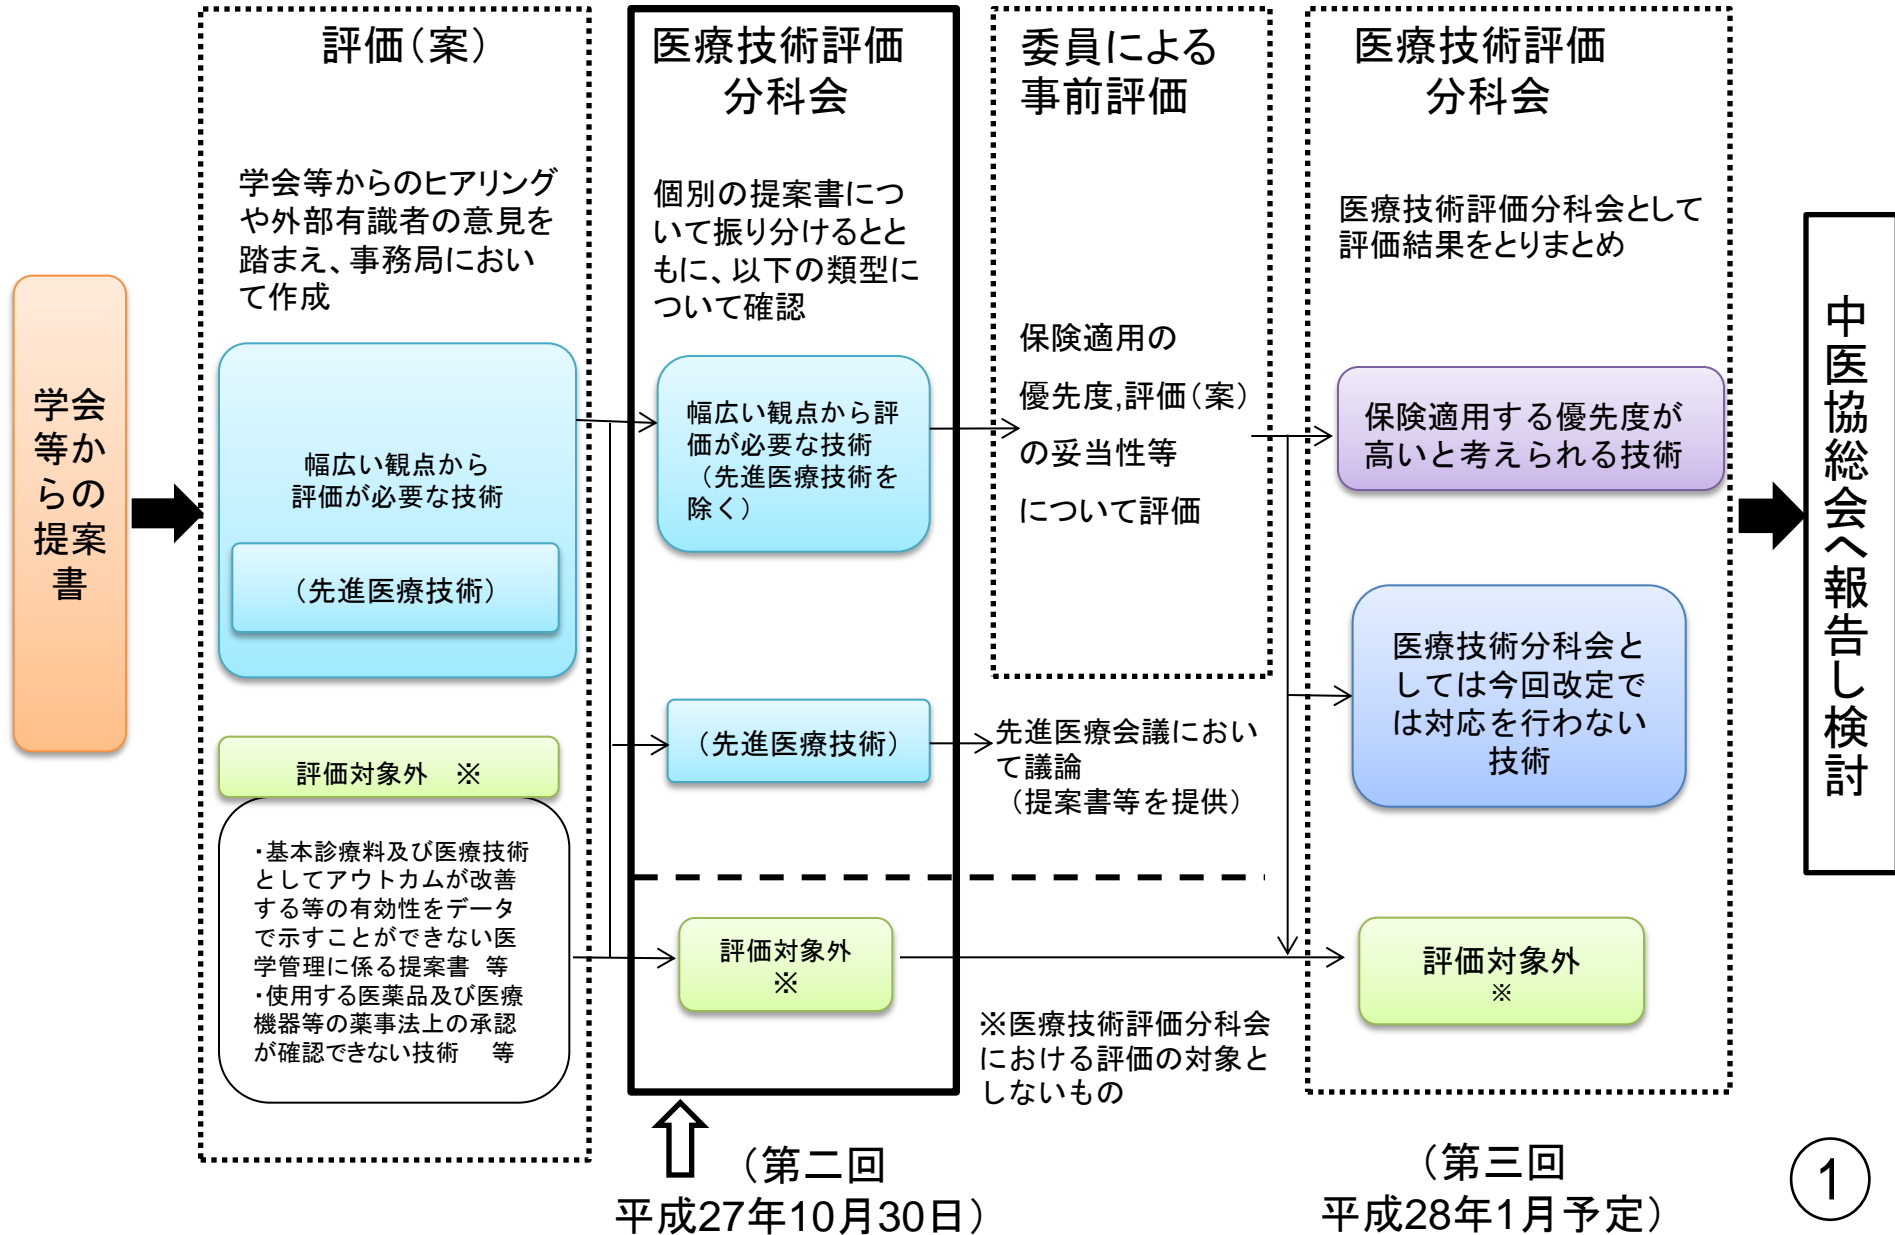 学会
等か
らの
提案
書
評価（案）
学会等からのヒアリング
や外部有識者の意見を
踏まえ、事務局におい
て作成
幅広い観点から
評価が必要な技術
（先進医療技術）
評価対象外　※
・基本診療料及び医療技術
としてアウトカムが改善
する等の有効性をデータ
で示すことができない医
学管理に係る提案書　等
・使用する医薬品及び医療
機器等の薬事法上の承認
が確認できない技術　等
医療技術評価
分科会
個別の提案書につ
いて振り分けるとと
もに、以下の類型に
ついて確認
幅広い観点から評
価が必要な技術
（先進医療技術を
除く）
（先進医療技術）
評価対象外
※
（第二回
平成27年10月30日）
委員による
事前評価
保険適用の
優先度,評価（案）
の妥当性等
について評価
先進医療会議におい
て議論
（提案書等を提供）
※医療技術評価分科会
における評価の対象と
しないもの
医療技術評価
分科会
医療技術評価分科会として
評価結果をとりまとめ
保険適用する優先度が
高いと考えられる技術
医療技術分科会と
しては今回改定で
は対応を行わない
技術
評価対象外
※
（第三回
平成28年1月予定）
中医協総会へ報告し検討
1